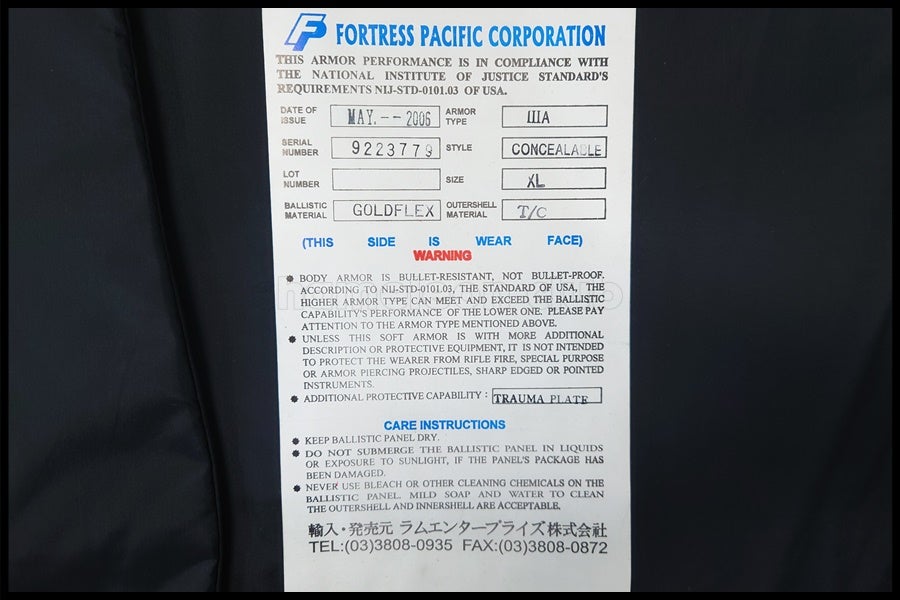 FORTRESS PACIFIC CORPORATION
THIS ARMOR PERFORMANCE IS IN COMPLIANCE WITH
THE NATIONAL INSTITUTE OF JUSTICE STANDARD'S
REQUIREMENTS NIJ-STD-0101.03 OF USA.
DATE OF ISSUE MAY. -- 2006 ARMOR TYPE IIIA
SERIAL NUMBER 9223779 STYLE CONCEALABLE
LOT NUMBER SIZE XL
BALLISTIC MATERIAL GOLDFLEX OUTERSHELL MATERIAL T/C
(THIS SIDE IS WEAR FACE)
WARNING
BODY ARMOR IS BULLET-RESISTANT, NOT BULLET-PROOF.
ACCORDING TO NIJ-STD-0101.03, THE STANDARD OF USA, THE
HIGHER ARMOR TYPE CAN MEET AND EXCEED THE BALLISTIC
CAPABILITY'S PERFORMANCE OF THE LOWER ONE. PLEASE PAY
ATTENTION TO THE ARMOR TYPE MENTIONED ABOVE.
UNLESS THIS SOFT ARMOR IS WITH MORE ADDITIONAL
DESCRIPTION OR PROTECTIVE EQUIPMENT, IT IS NOT INTENDED
TO PROTECT THE WEARER FROM RIFLE FIRE, SPECIAL PURPOSE
OR ARMOR PIERCING PROJECTILES, SHARP EDGED OR POINTED
INSTRUMENTS.
ADDITIONAL PROTECTIVE CAPABILITY : TRAUMA PLATE
CARE INSTRUCTIONS
KEEP BALLISTIC PANEL DRY.
DO NOT SUBMERGE THE BALLISTIC PANEL IN LIQUIDS
OR EXPOSURE TO SUNLIGHT, IF THE PANEL'S PACKAGE HAS
BEEN DAMAGED.
NEVER USE BLEACH OR OTHER CLEANING CHEMICALS ON THE
BALLISTIC PANEL. MILD SOAP AND WATER TO CLEAN
THE OUTERSHELL AND INNERSHELL ARE ACCEPTABLE.
輸入・発売元 ラムエンタープライズ株式会社
TEL:(03)3808-0935 FAX:(03)3808-0872